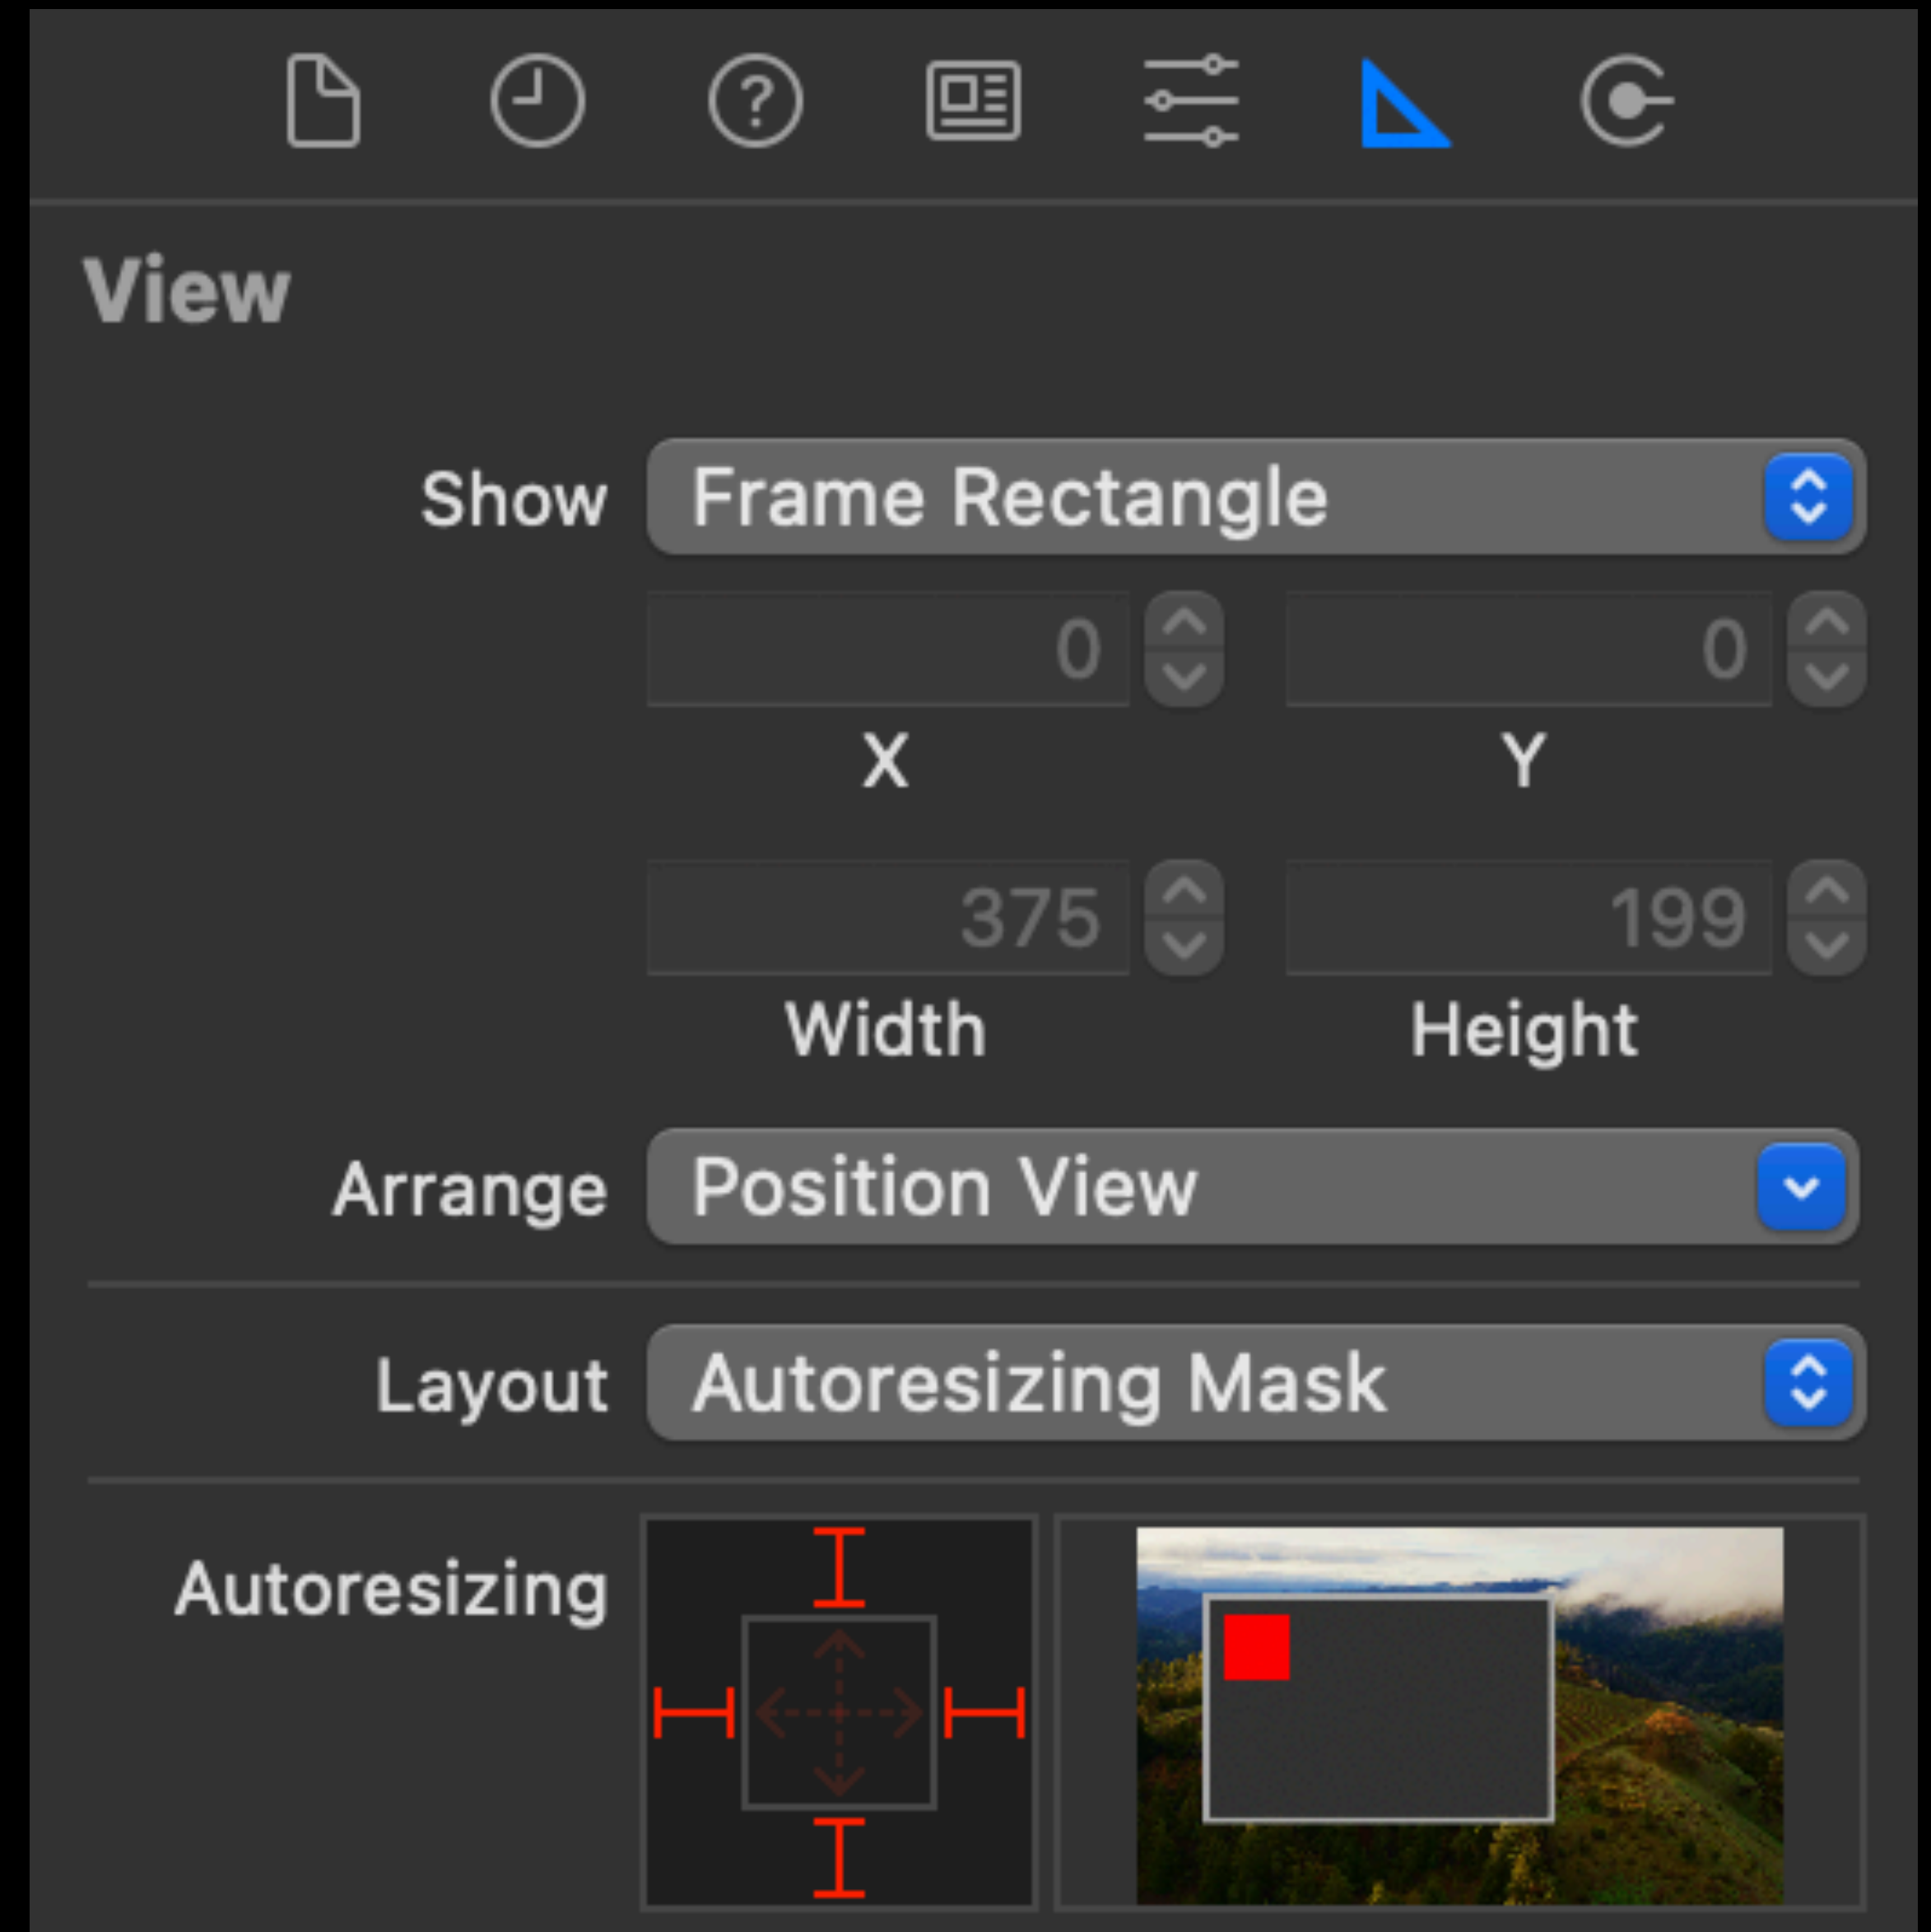 View
Show Frame Rectangle
0 0
X Y
375 199
Width Height
Arrange Position View
Layout Autoresizing Mask
Autoresizing